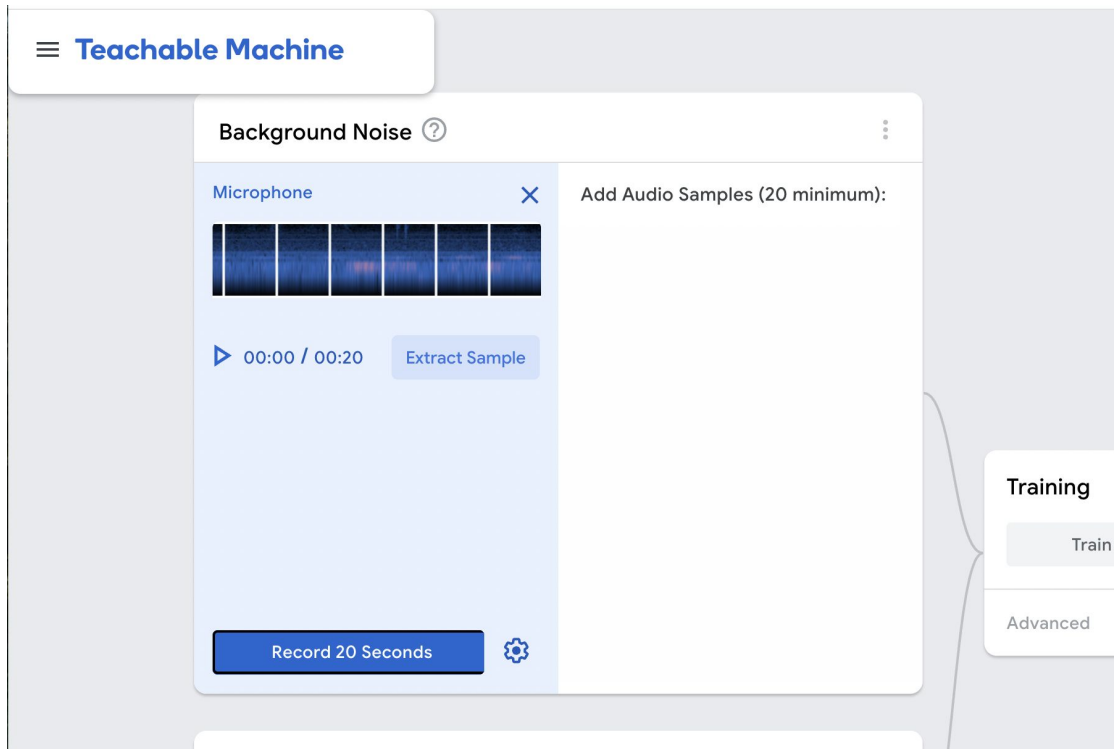 Teachable Machine
Background Noise
Microphone
Add Audio Samples (20 minimum):
00:00 / 00:20
Extract Sample
Record 20 Seconds
Training
Train
Advanced